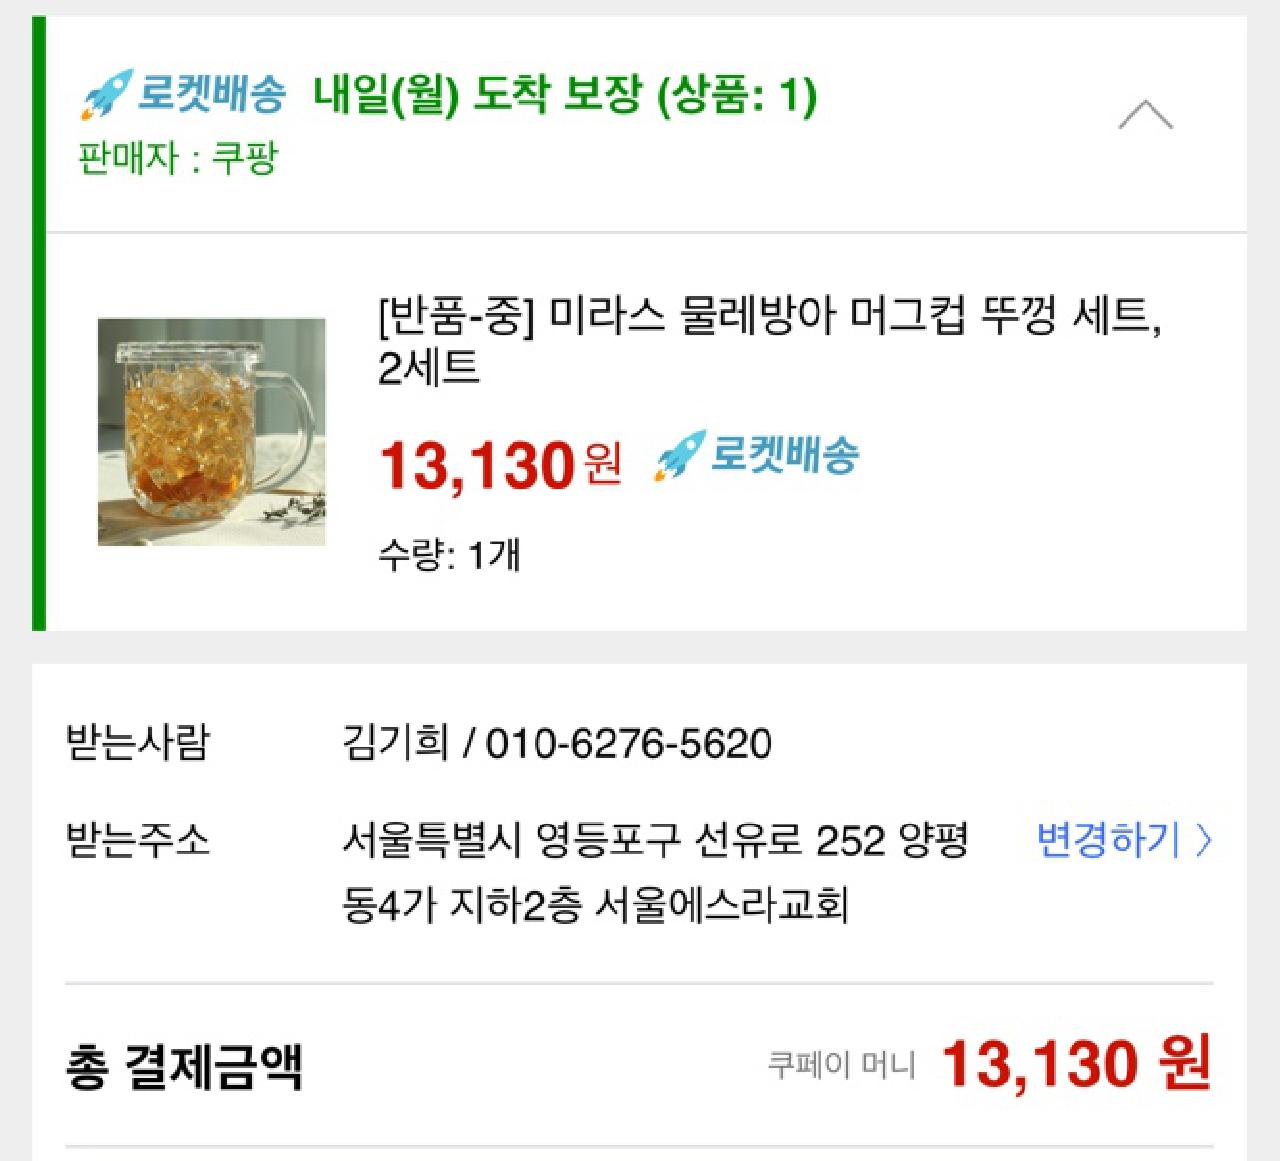 로켓배송 내일(월) 도착 보장 (상품: 1)
판매자 : 쿠팡
[반품-중] 미라스 물레방아 머그컵 뚜껑 세트,
2세트
13,130원 로켓배송
수량: 1개
받는사람 김기희 / 010-6276-5620
받는주소 서울특별시 영등포구 선유로 252 양평 변경하기 〉
동4가 지하2층 서울에스라교회
총 결제금액 쿠페이 머니 13,130 원